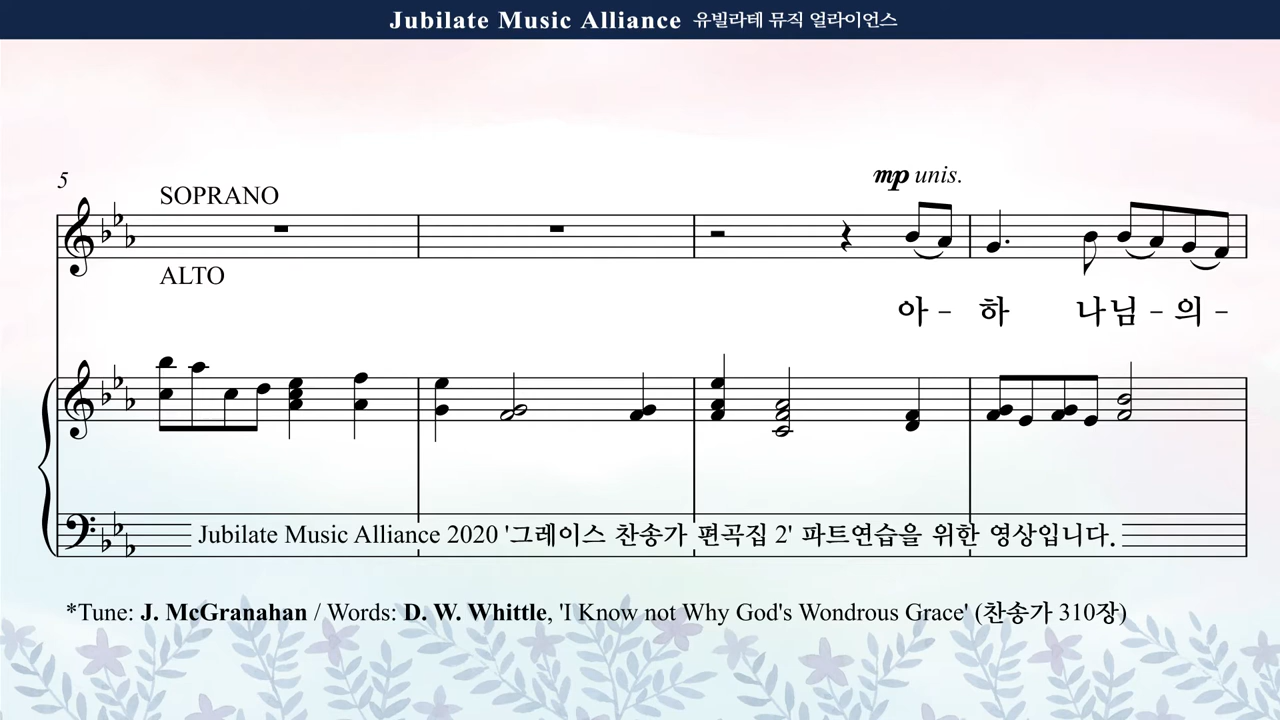 Jubilate Music Alliance 유빌라테 뮤직 얼라이언스
5
SOPRANO
mp unis.
ALTO
아 - 하 나님 - 의 -
Jubilate Music Alliance 2020 '그레이스 찬송가 편곡집 2' 파트연습을 위한 영상입니다.
*Tune: J. McGranahan / Words: D. W. Whittle, 'I Know not Why God's Wondrous Grace' (찬송가 310장)